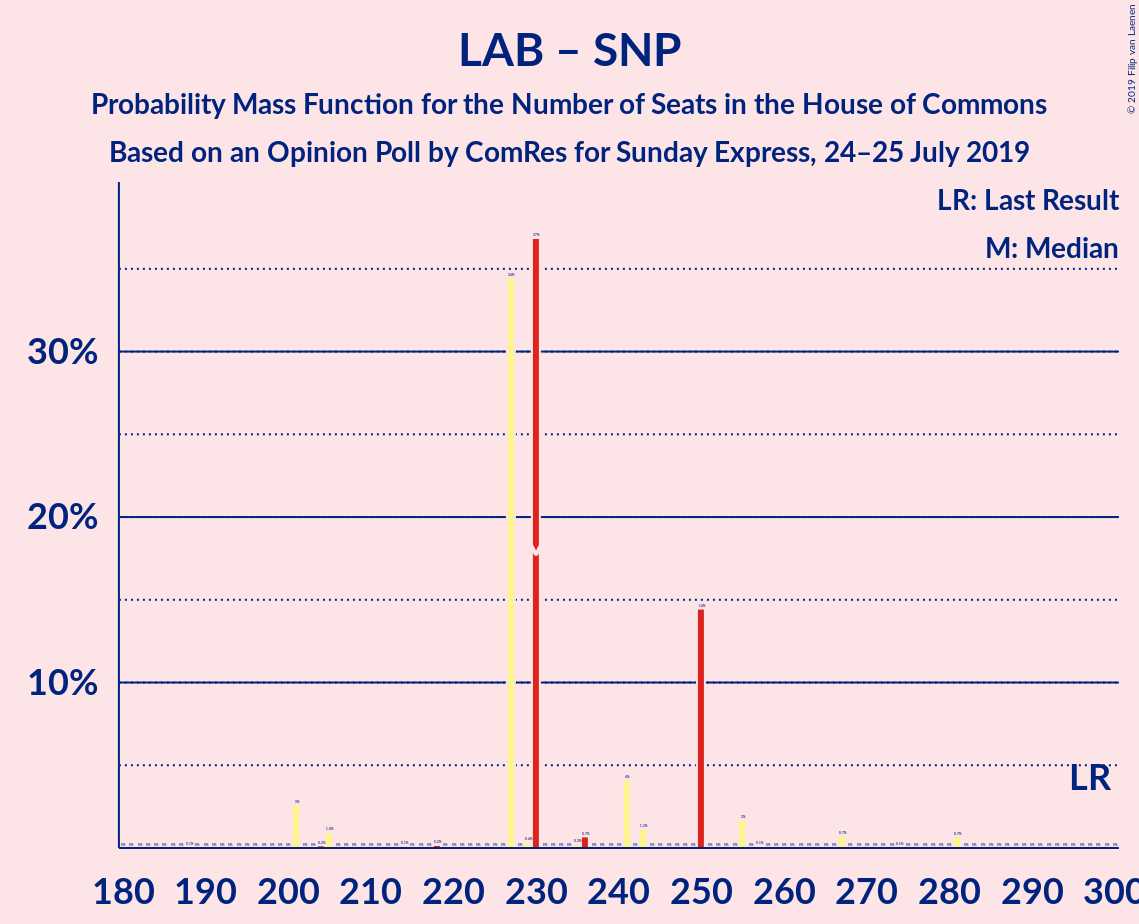 LAB – SNP
Probability Mass Function for the Number of Seats in the House of Commons
Based on an Opinion Poll by ComRes for Sunday Express, 24–25 July 2019
© 2019 Filip van Laenen
LR: Last Result
M: Median
30%
20%
10%
LR
180 190 200 210 220 230 240 250 260 270 280 290 300